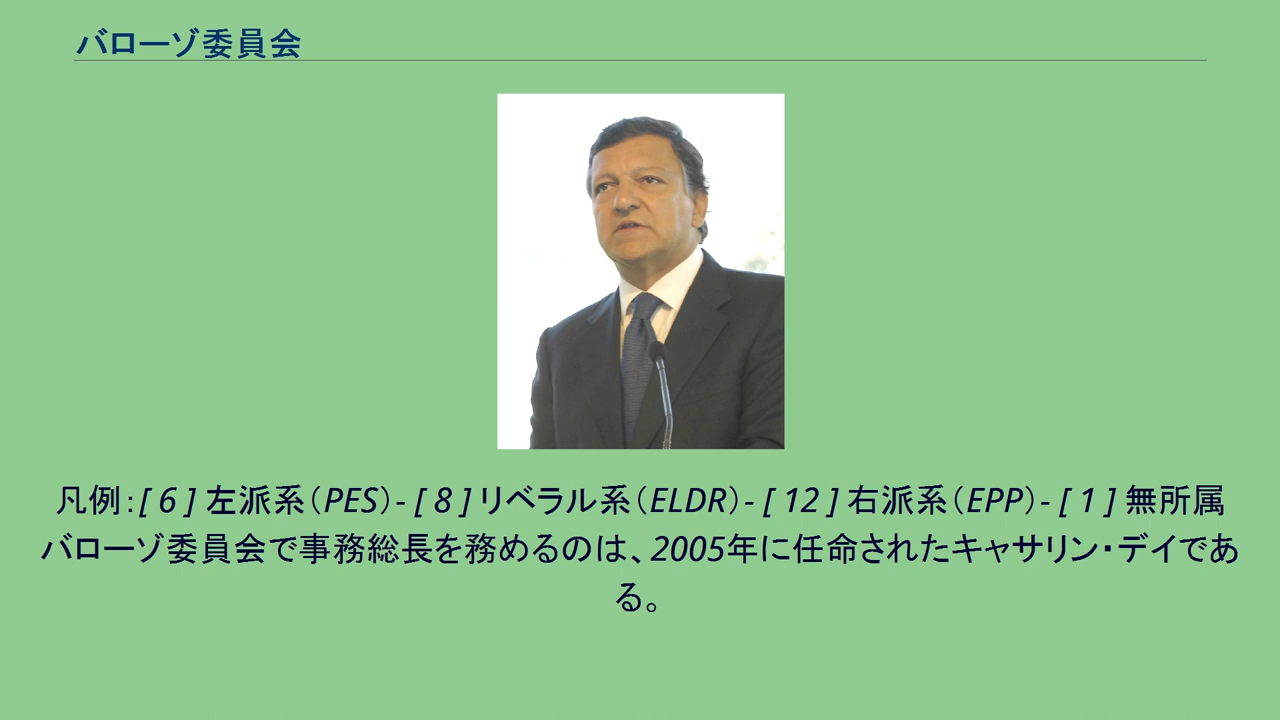 バローゾ委員会
凡例：[ 6 ] 左派系（PES）- [ 8 ] リベラル系（ELDR）- [ 12 ] 右派系（EPP）- [ 1 ] 無所属
バローゾ委員会で事務総長を務めるのは、2005年に任命されたキャサリン・デイであ
る。